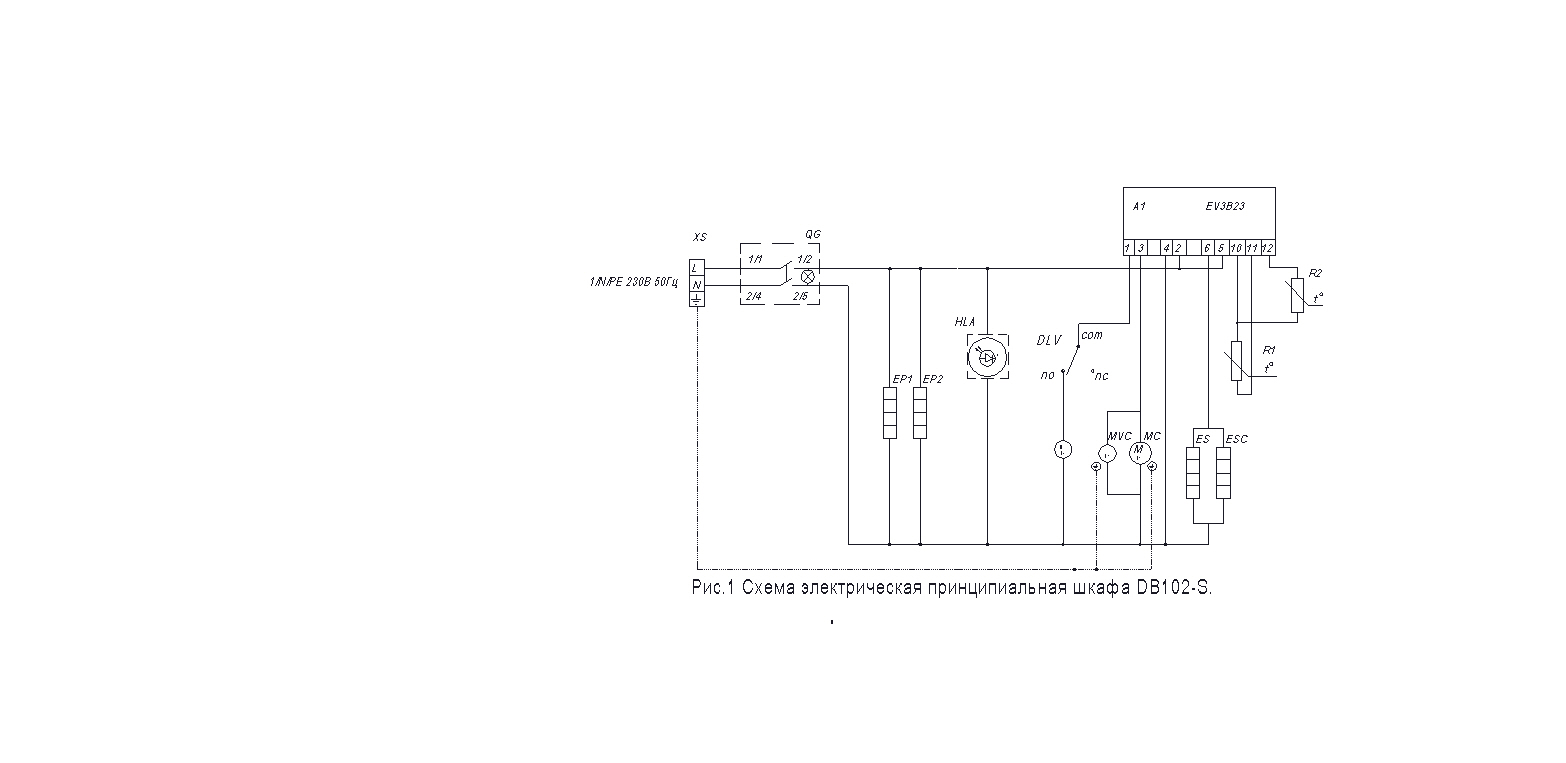 A1 EV3B23
XS
QG
1 3 4 2 6 5 10 11 12
L
1/1 1/2
1/N/PE 230В 50Гц
N
2/4 2/5
R2
t°
HLA
DLV
com
R1
t°
no
nc
EP1 EP2
MVC MC
ES ESC
M
Рис.1 Схема электрическая принципиальная шкафа DB102-S.